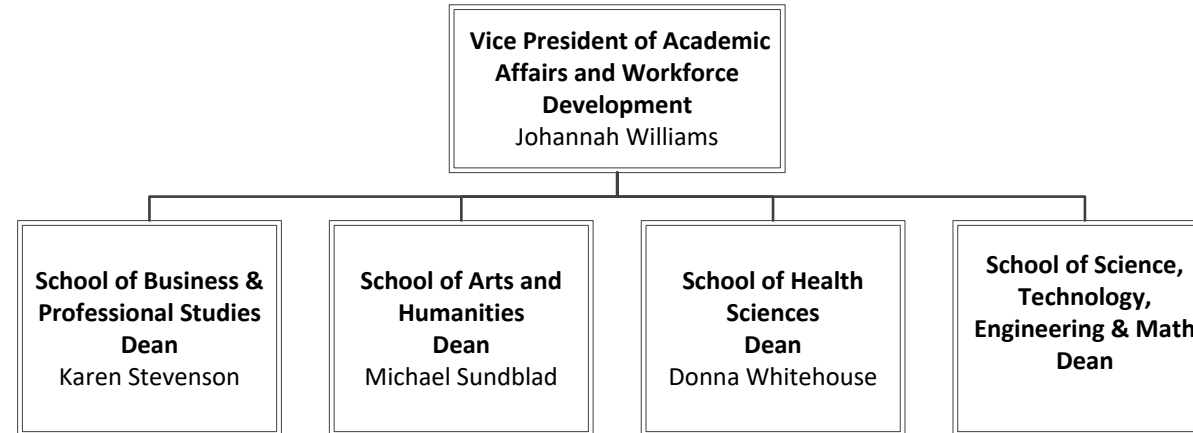 Vice President of Academic
Affairs and Workforce
Development
Johannah Williams
School of Business &
Professional Studies
Dean
Karen Stevenson
School of Arts and
Humanities
Dean
Michael Sundblad
School of Health
Sciences
Dean
Donna Whitehouse
School of Science,
Technology,
Engineering & Math
Dean